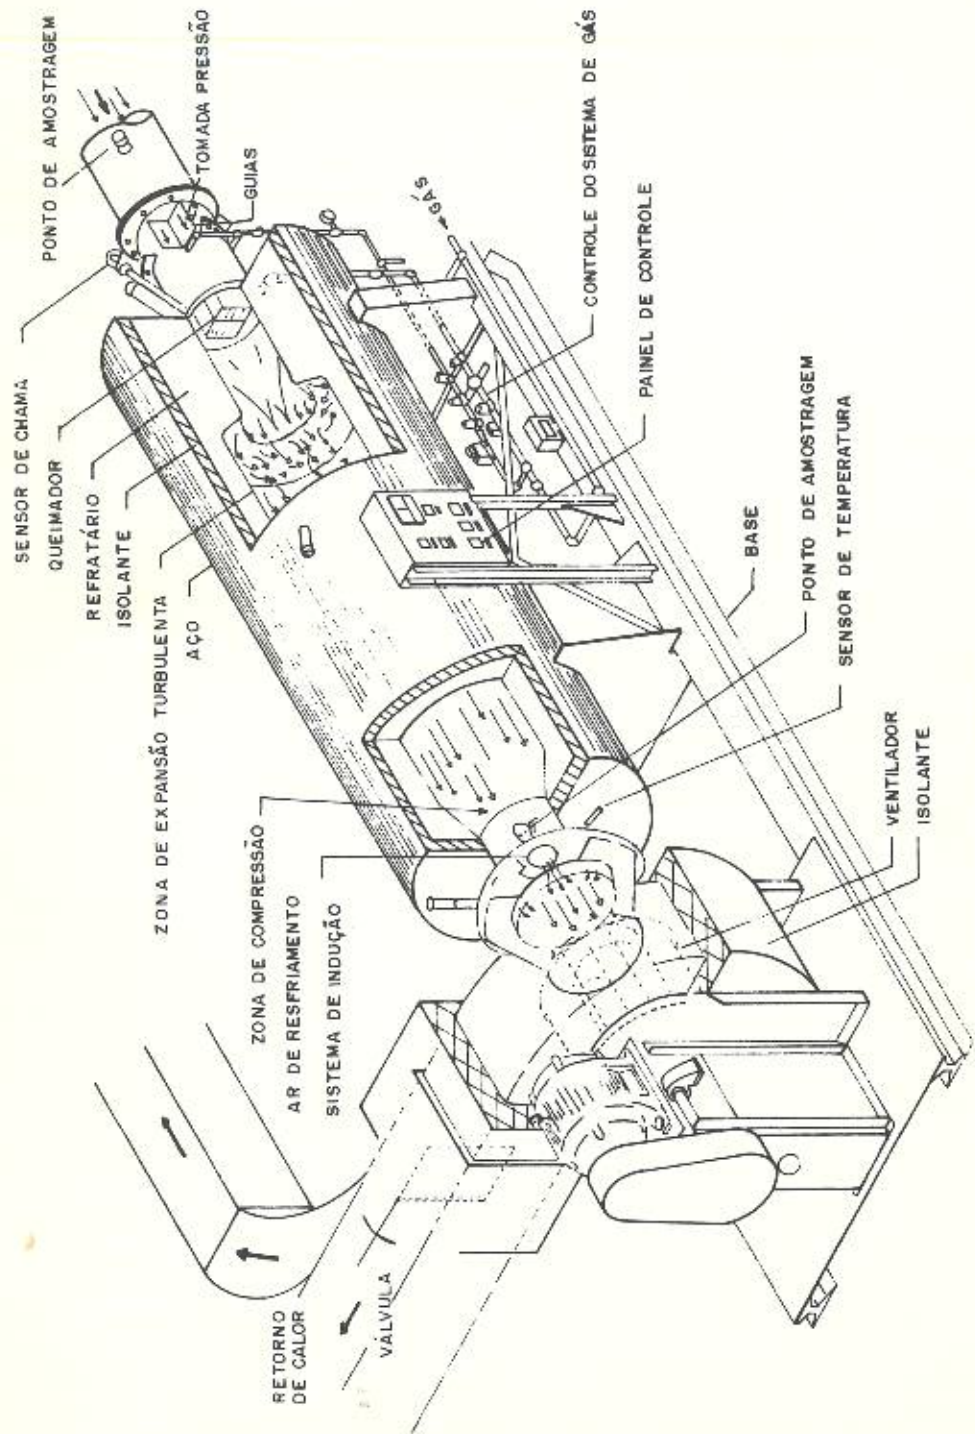 PONTO DE AMOSTRAGEM
TOMADA PRESSÃO
GUIAS
SENSOR DE CHAMA
QUEIMADOR
REFRATÁRIO
ISOLANTE
ZONA DE EXPANSÃO TURBULENTA
AÇO
GÁS
CONTROLE DO SISTEMA DE GÁS
PAINEL DE CONTROLE
BASE
PONTO DE AMOSTRAGEM
SENSOR DE TEMPERATURA
VENTILADOR
ISOLANTE
ZONA DE COMPRESSÃO
AR DE RESFRIAMENTO
SISTEMA DE INDUÇÃO
RETORNO
DE CALOR
VÁLVULA